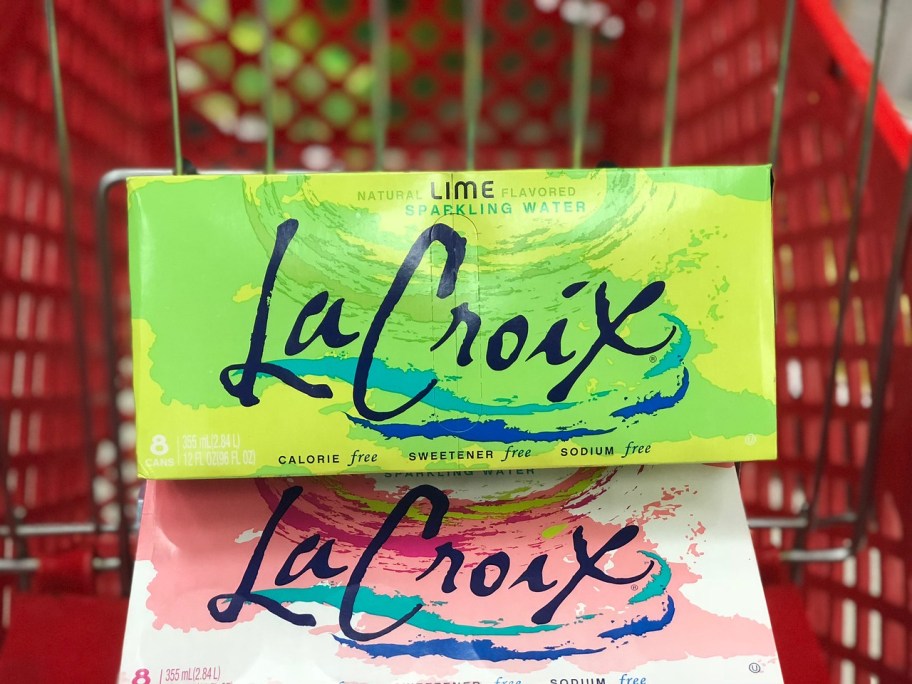 NATURAL LIME FLAVORED
SPARKLING WATER
LaCroix®
8 CANS
355 mL(2.84 L)
12 FL OZ(96 FL OZ)
CALORIE free SWEETENER free SODIUM free
SPARKLING WATER
LaCroix®
8
355 mL(2.84 L)
SWEETENER free SODIUM free